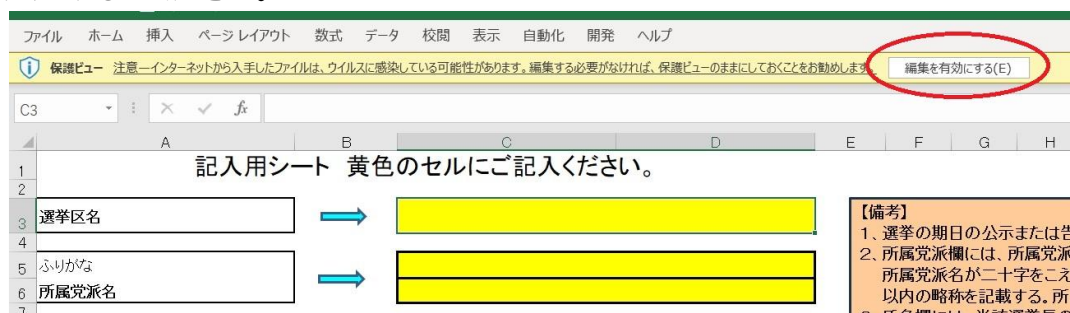 ファイル ホーム 挿入 ページ レイアウト 数式 データ 校閲 表示 自動化 開発 ヘルプ
保護ビュー 注意—インターネットから入手したファイルは、ウイルスに感染している可能性があります。編集する必要がなければ、保護ビューのままにしておくことをお勧めします。 編集を有効にする(E)
C3 fx
A B C D E F G H
1 記入用シート 黄色のセルにご記入ください。
2
3 選挙区名
4
5 ふりがな
6 所属党派名
7
【備考】
1、選挙の期日の公示または
2、所属党派欄には、所属党派
所属党派名が二十字をこえ
以内の略称を記載する。所